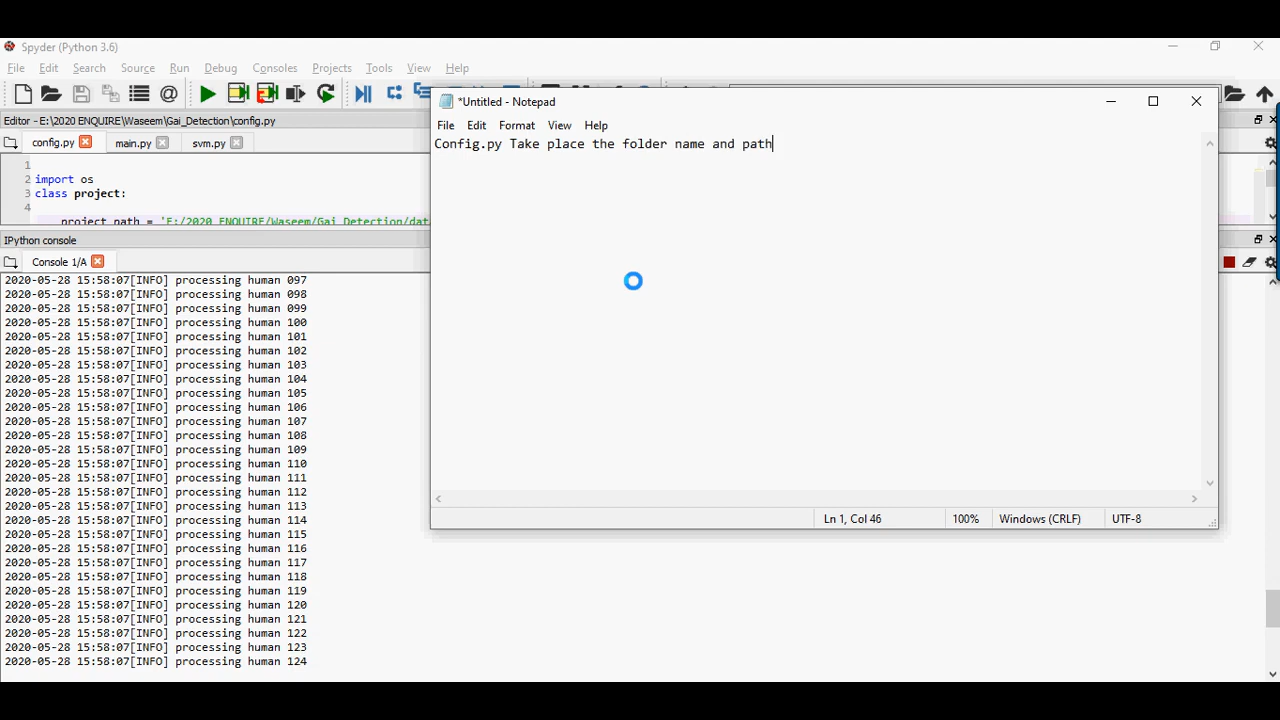 Spyder (Python 3.6)
File Edit Search Source Run Debug Consoles Projects Tools View Help
Editor - E:\2020 ENQUIRE\Waseem\Gai_Detection\config.py
config.py main.py svm.py
1
2 import os
3 class project:
4
project_path = 'E:/2020 ENQUIRE/Waseem/Gai_Detection/dat
IPython console
Console 1/A
2020-05-28 15:58:07[INFO] processing human 097
2020-05-28 15:58:07[INFO] processing human 098
2020-05-28 15:58:07[INFO] processing human 099
2020-05-28 15:58:07[INFO] processing human 100
2020-05-28 15:58:07[INFO] processing human 101
2020-05-28 15:58:07[INFO] processing human 102
2020-05-28 15:58:07[INFO] processing human 103
2020-05-28 15:58:07[INFO] processing human 104
2020-05-28 15:58:07[INFO] processing human 105
2020-05-28 15:58:07[INFO] processing human 106
2020-05-28 15:58:07[INFO] processing human 107
2020-05-28 15:58:07[INFO] processing human 108
2020-05-28 15:58:07[INFO] processing human 109
2020-05-28 15:58:07[INFO] processing human 110
2020-05-28 15:58:07[INFO] processing human 111
2020-05-28 15:58:07[INFO] processing human 112
2020-05-28 15:58:07[INFO] processing human 113
2020-05-28 15:58:07[INFO] processing human 114
2020-05-28 15:58:07[INFO] processing human 115
2020-05-28 15:58:07[INFO] processing human 116
2020-05-28 15:58:07[INFO] processing human 117
2020-05-28 15:58:07[INFO] processing human 118
2020-05-28 15:58:07[INFO] processing human 119
2020-05-28 15:58:07[INFO] processing human 120
2020-05-28 15:58:07[INFO] processing human 121
2020-05-28 15:58:07[INFO] processing human 122
2020-05-28 15:58:07[INFO] processing human 123
2020-05-28 15:58:07[INFO] processing human 124
*Untitled - Notepad
File Edit Format View Help
Config.py Take place the folder name and path
Ln 1, Col 46 100% Windows (CRLF) UTF-8